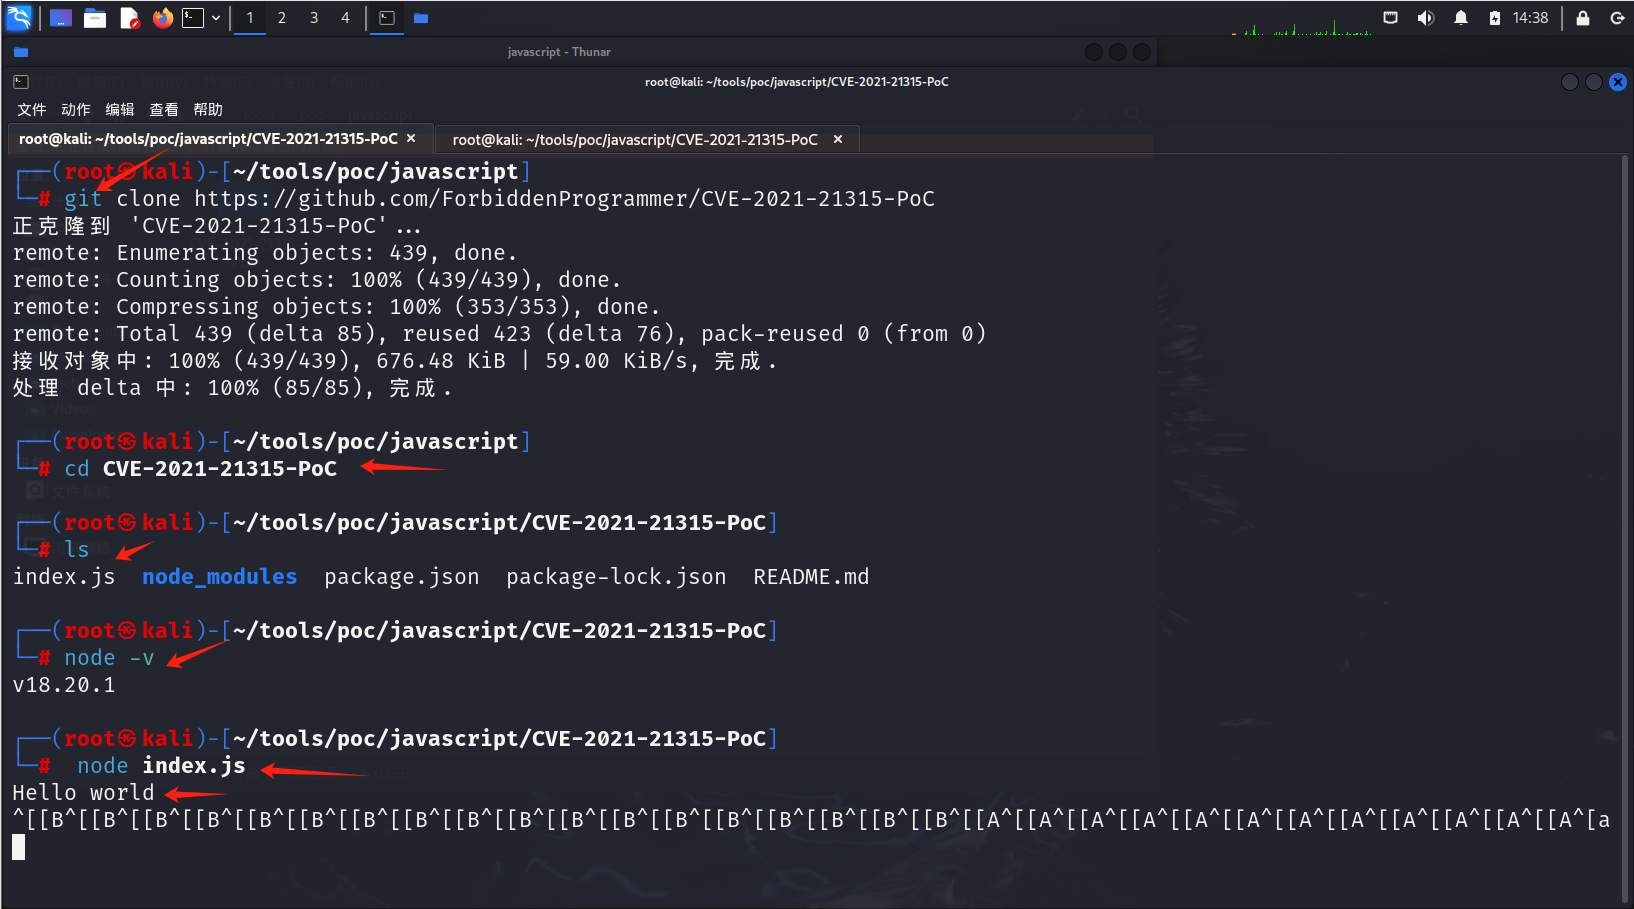 1 2 3 4 14:38
javascript - Thunar
root@kali: ~/tools/poc/javascript/CVE-2021-21315-PoC
文件 动作 编辑 查看 帮助
root@kali: ~/tools/poc/javascript/CVE-2021-21315-PoC × root@kali: ~/tools/poc/javascript/CVE-2021-21315-PoC ×
┌──(root㉿kali)-[~/tools/poc/javascript]
└─# git clone https://github.com/ForbiddenProgrammer/CVE-2021-21315-PoC
正克隆到 'CVE-2021-21315-PoC'...
remote: Enumerating objects: 439, done.
remote: Counting objects: 100% (439/439), done.
remote: Compressing objects: 100% (353/353), done.
remote: Total 439 (delta 85), reused 423 (delta 76), pack-reused 0 (from 0)
接收对象中: 100% (439/439), 676.48 KiB | 59.00 KiB/s, 完成.
处理 delta 中: 100% (85/85), 完成.
┌──(root㉿kali)-[~/tools/poc/javascript]
└─# cd CVE-2021-21315-PoC
┌──(root㉿kali)-[~/tools/poc/javascript/CVE-2021-21315-PoC]
└─# ls
index.js node_modules package.json package-lock.json README.md
┌──(root㉿kali)-[~/tools/poc/javascript/CVE-2021-21315-PoC]
└─# node -v
v18.20.1
┌──(root㉿kali)-[~/tools/poc/javascript/CVE-2021-21315-PoC]
└─# node index.js
Hello world
^[[B^[[B^[[B^[[B^[[B^[[B^[[B^[[B^[[B^[[B^[[B^[[B^[[B^[[B^[[B^[[B^[[B^[[B^[[A^[[A^[[A^[[A^[[A^[[A^[[A^[[A^[[A^[[A^[[A^[[A^[a